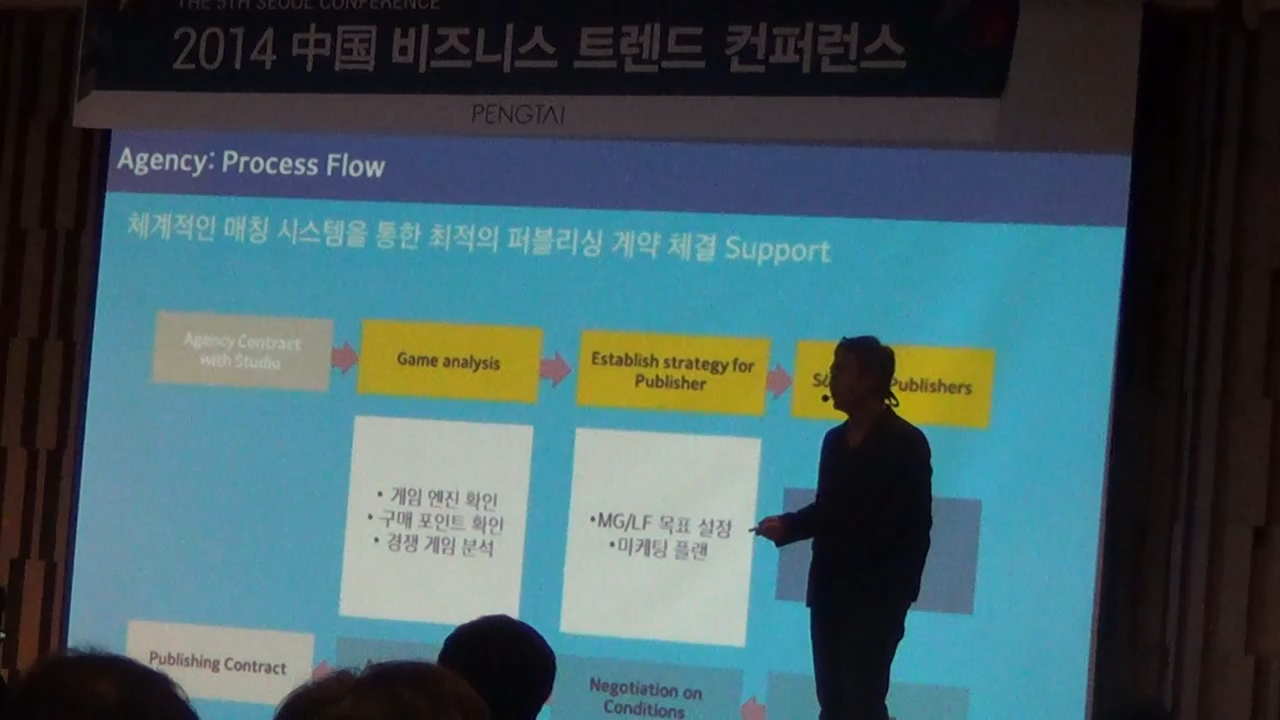 THE 5TH SEOUL CONFERENCE
2014 中国 비즈니스 트렌드 컨퍼런스
PENGTAI
Agency: Process Flow
체계적인 매칭 시스템을 통한 최적의 퍼블리싱 계약 체결 Support
Agency Contract
with Studio
Game analysis
Establish strategy for
Publisher
Publishers
• 게임 엔진 확인
• 구매 포인트 확인
• 경쟁 게임 분석
•MG/LF 목표 설정
•미케팅 플랜
Publishing Contract
Negotiation on
Conditions